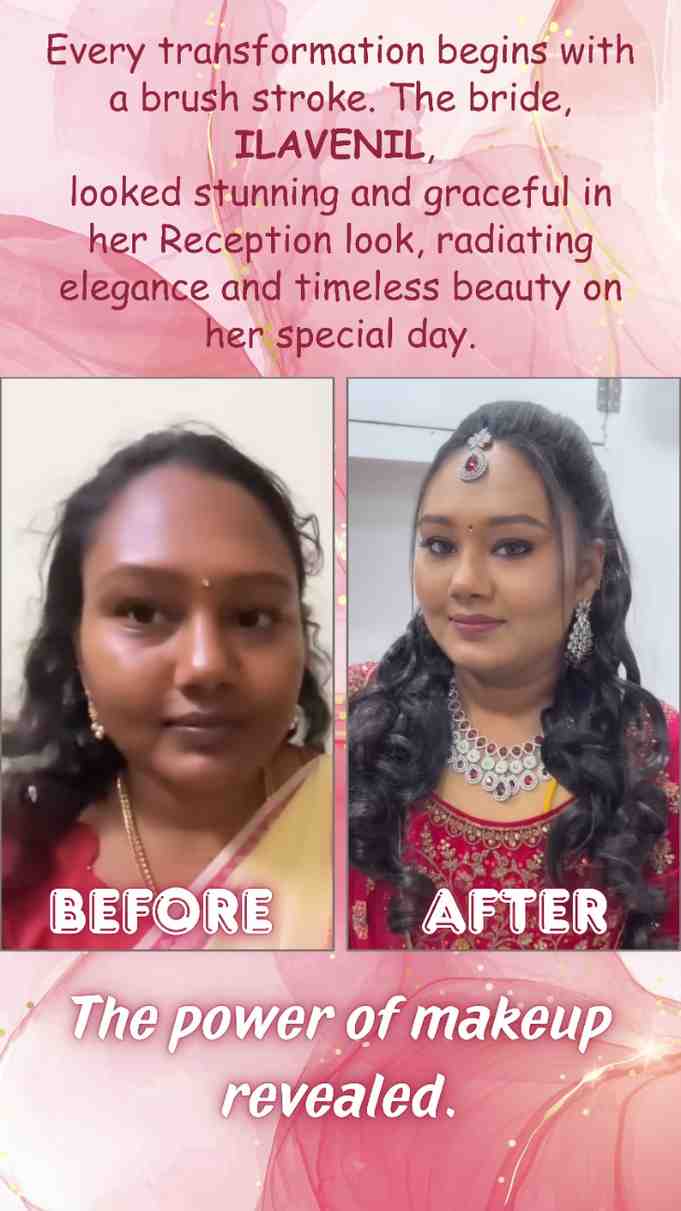 Every transformation begins with
a brush stroke. The bride,
ILAVENIL,
looked stunning and graceful in
her Reception look, radiating
elegance and timeless beauty on
her special day.
BEFORE
AFTER
The power of makeup
revealed.